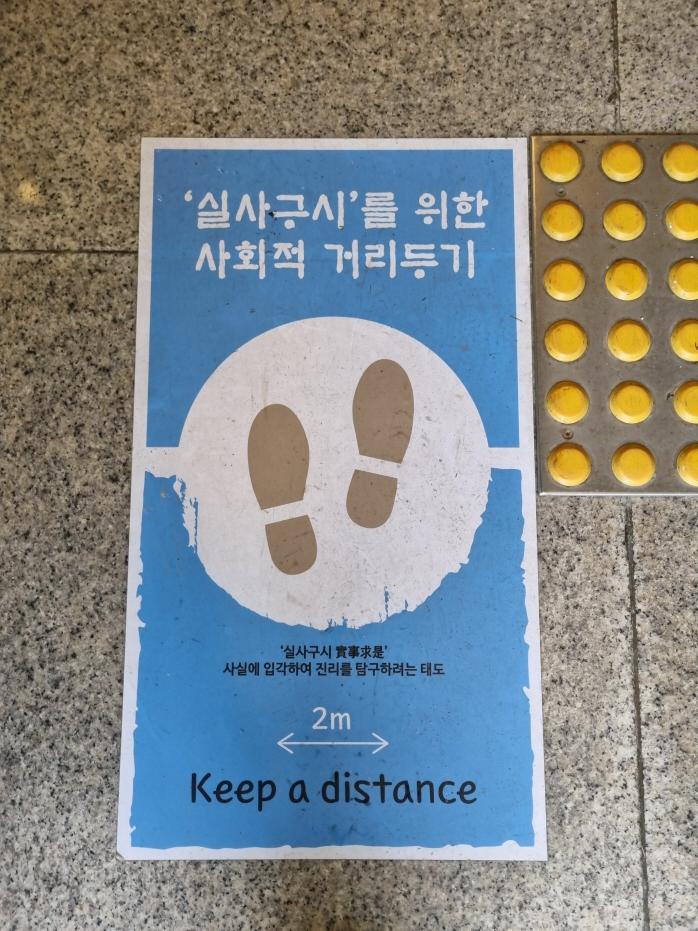 ‘실사구시’를 위한
사회적 거리두기
‘실사구시 實事求是’
사실에 입각하여 진리를 탐구하려는 태도
2m
Keep a distance